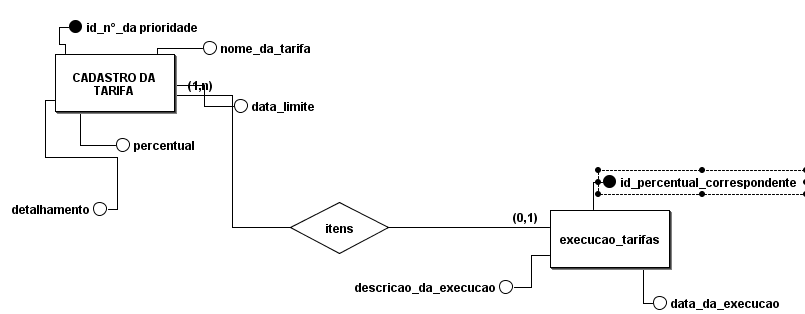 id_n°_da prioridade
nome_da_tarifa
CADASTRO DA
TARIFA
(1,n)
data_limite
percentual
detalhamento
id_percentual_correspondente
(0,1)
itens
execucao_tarifas
descricao_da_execucao
data_da_execucao